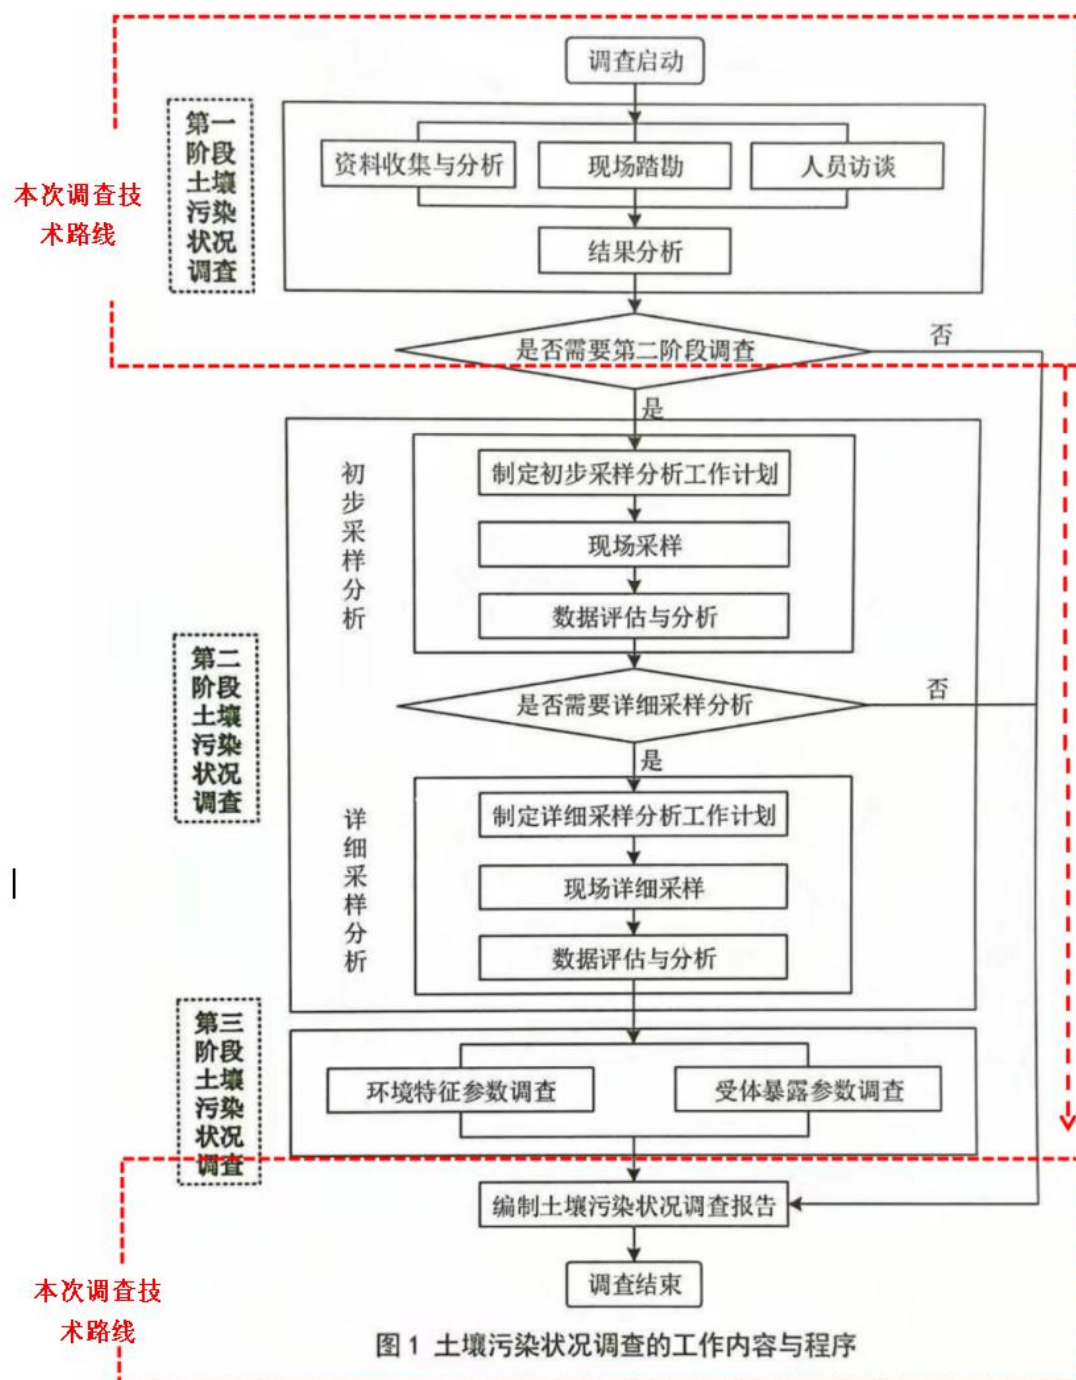 调查启动
第一
阶段
土壤
污染
状况
调查
资料收集与分析
现场踏勘
人员访谈
本次调查技
术路线
结果分析
是否需要第二阶段调查
否
是
初
步
采
样
分
析
制定初步采样分析工作计划
现场采样
数据评估与分析
第二
阶段
土壤
污染
状况
调查
是否需要详细采样分析
否
是
详
细
采
样
分
析
制定详细采样分析工作计划
现场详细采样
数据评估与分析
第三
阶段
土壤
污染
状况
调查
环境特征参数调查
受体暴露参数调查
编制土壤污染状况调查报告
调查结束
本次调查技
术路线
图 1 土壤污染状况调查的工作内容与程序